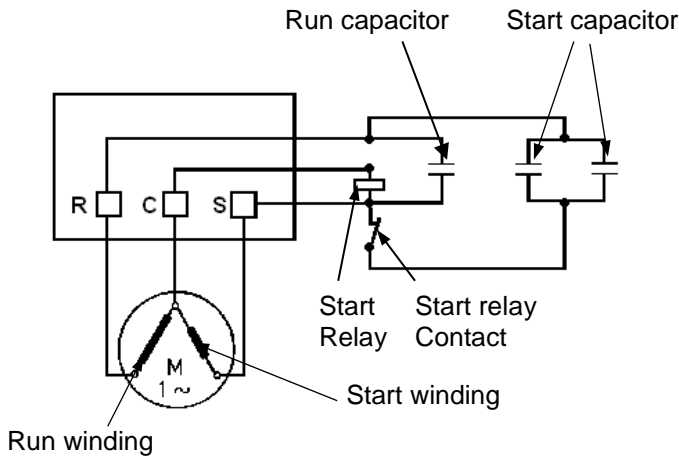 Run capacitor
Start capacitor
R
C
S
Start
Relay
Start relay
Contact
M
1 ~
Start winding
Run winding